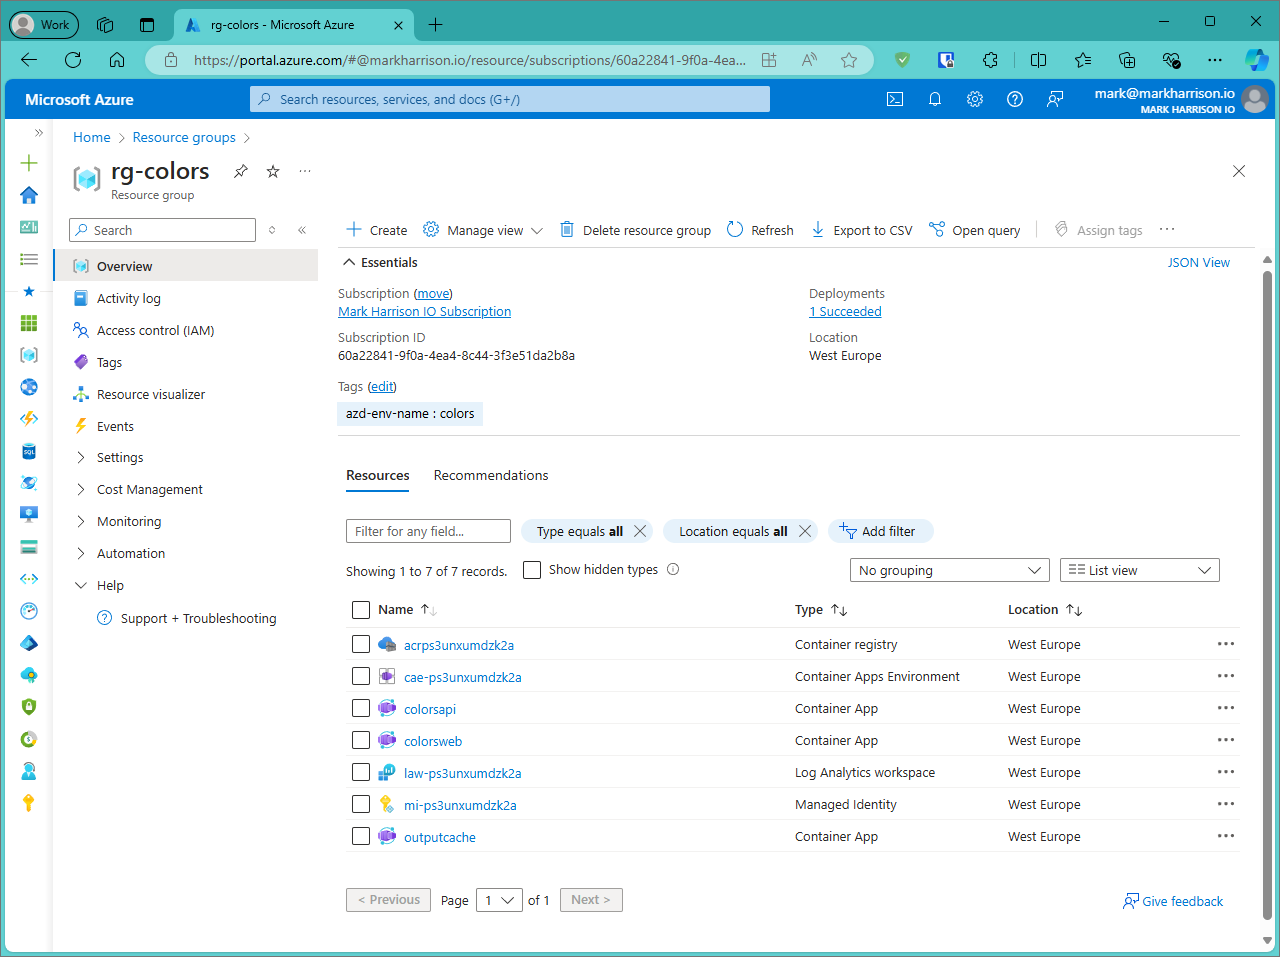 Work
rg-colors - Microsoft Azure
https://portal.azure.com/#@markharrison.io/resource/subscriptions/60a22841-9f0a-4ea...
Microsoft Azure
Search resources, services, and docs (G+/)
mark@markharrison.io
MARK HARRISON IO
Home > Resource groups >
rg-colors
Resource group
Search
Create
Manage view
Delete resource group
Refresh
Export to CSV
Open query
Assign tags
Overview
Activity log
Access control (IAM)
Tags
Resource visualizer
Events
Settings
Cost Management
Monitoring
Automation
Help
Support + Troubleshooting
Essentials
JSON View
Subscription (move)
Mark Harrison IO Subscription
Subscription ID
60a22841-9f0a-4ea4-8c44-3f3e51da2b8a
Deployments
1 Succeeded
Location
West Europe
Tags (edit)
azd-env-name : colors
Resources Recommendations
Filter for any field...
Type equals all
Location equals all
Add filter
Showing 1 to 7 of 7 records.
Show hidden types
No grouping
List view
Name Type Location
acrps3unxumdzk2a Container registry West Europe
cae-ps3unxumdzk2a Container Apps Environment West Europe
colorsapi Container App West Europe
colorsweb Container App West Europe
law-ps3unxumdzk2a Log Analytics workspace West Europe
mi-ps3unxumdzk2a Managed Identity West Europe
outputcache Container App West Europe
< Previous Page 1 of 1 Next >
Give feedback